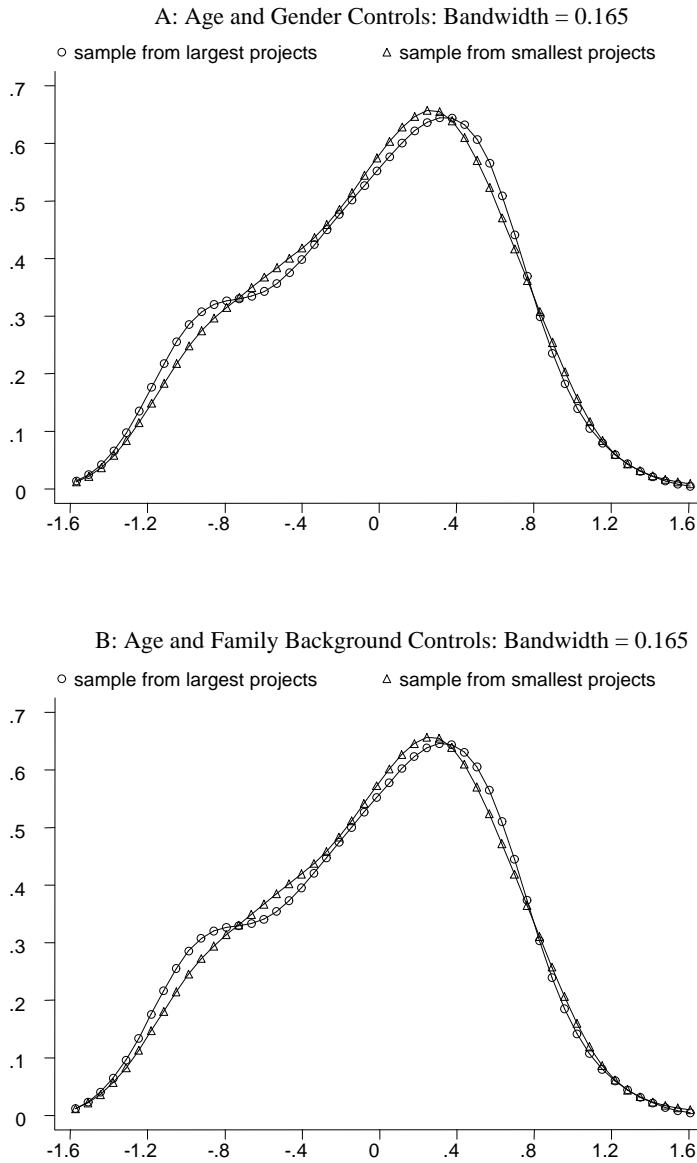 A: Age and Gender Controls: Bandwidth = 0.165
sample from largest projects sample from smallest projects
.7
.6
.5
.4
.3
.2
.1
0
-1.6 -1.2 -.8 -.4 0 .4 .8 1.2 1.6
B: Age and Family Background Controls: Bandwidth = 0.165
sample from largest projects sample from smallest projects
.7
.6
.5
.4
.3
.2
.1
0
-1.6 -1.2 -.8 -.4 0 .4 .8 1.2 1.6